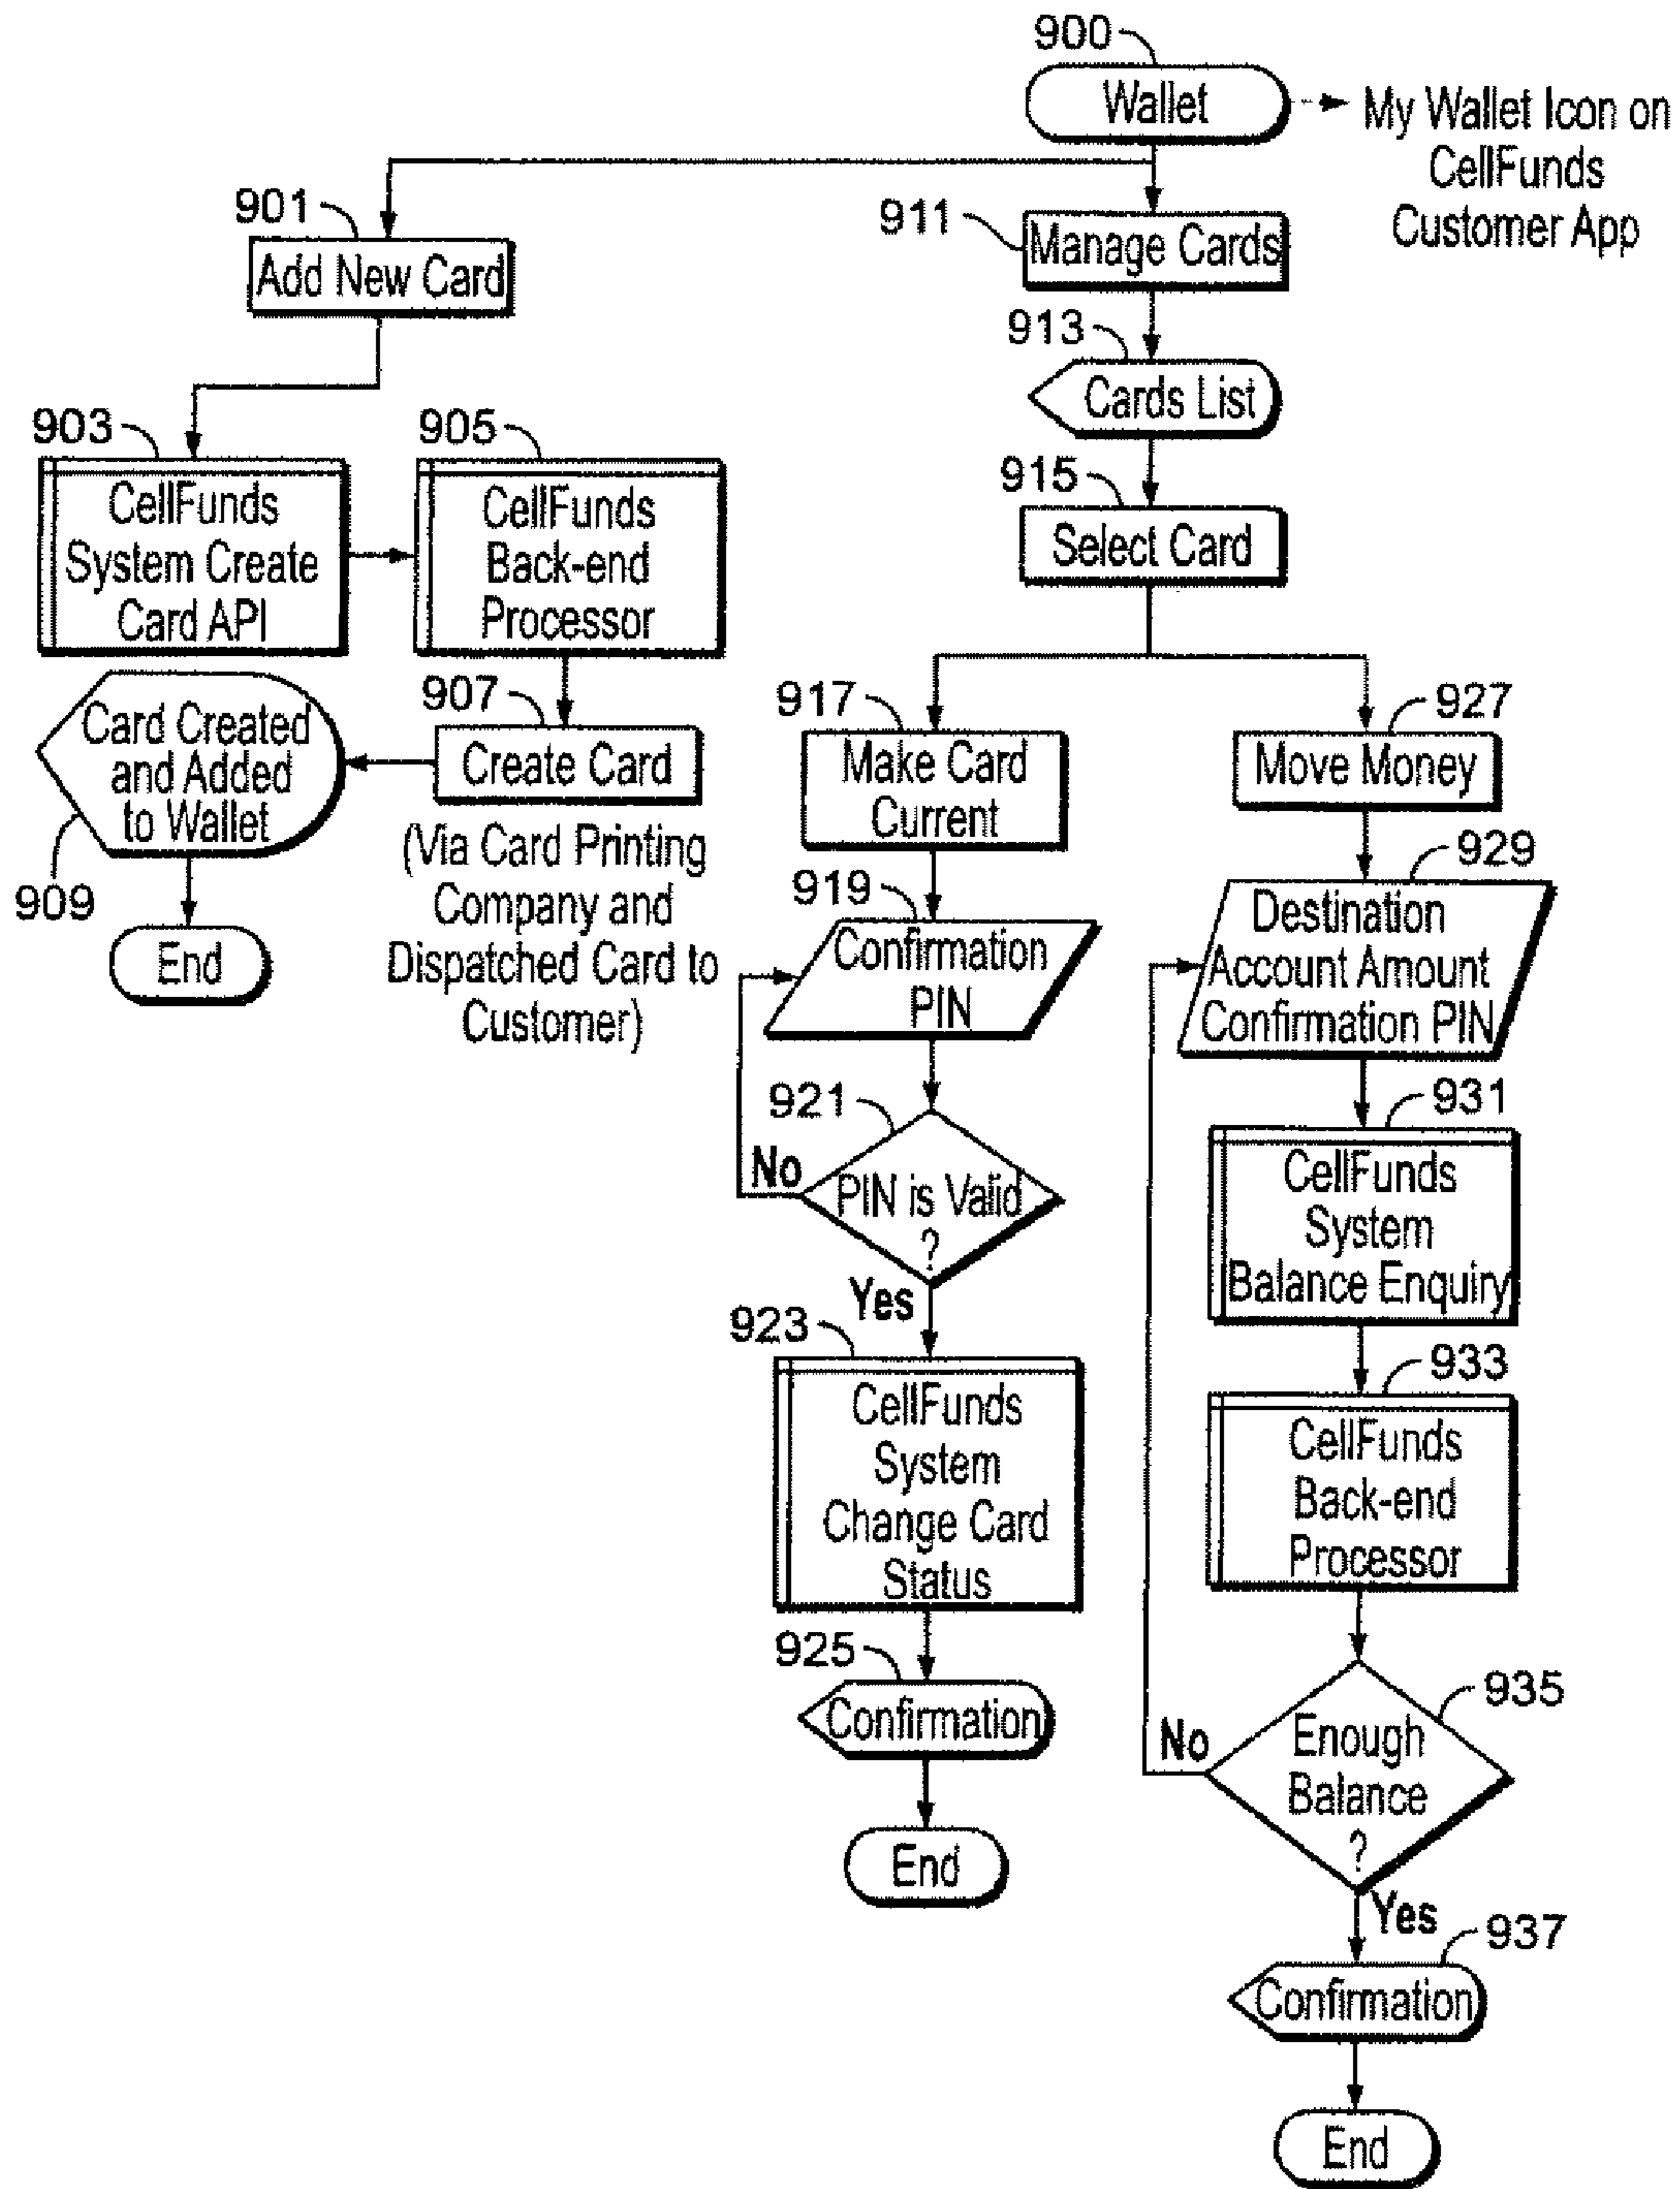 900
Wallet
My Wallet Icon on
CellFunds
Customer App
901
Add New Card
903
CellFunds
System Create
Card API
905
CellFunds
Back-end
Processor
907
Create Card
(Via Card Printing
Company and
Dispatched Card to
Customer)
Card Created
and Added
to Wallet
909
End
911
Manage Cards
913
Cards List
915
Select Card
917
Make Card
Current
919
Confirmation
PIN
921
PIN is Valid
?
No
Yes
923
CellFunds
System
Change Card
Status
925
Confirmation
End
927
Move Money
929
Destination
Account Amount
Confirmation PIN
931
CellFunds
System
Balance Enquiry
933
CellFunds
Back-end
Processor
935
Enough
Balance
?
No
Yes
937
Confirmation
End